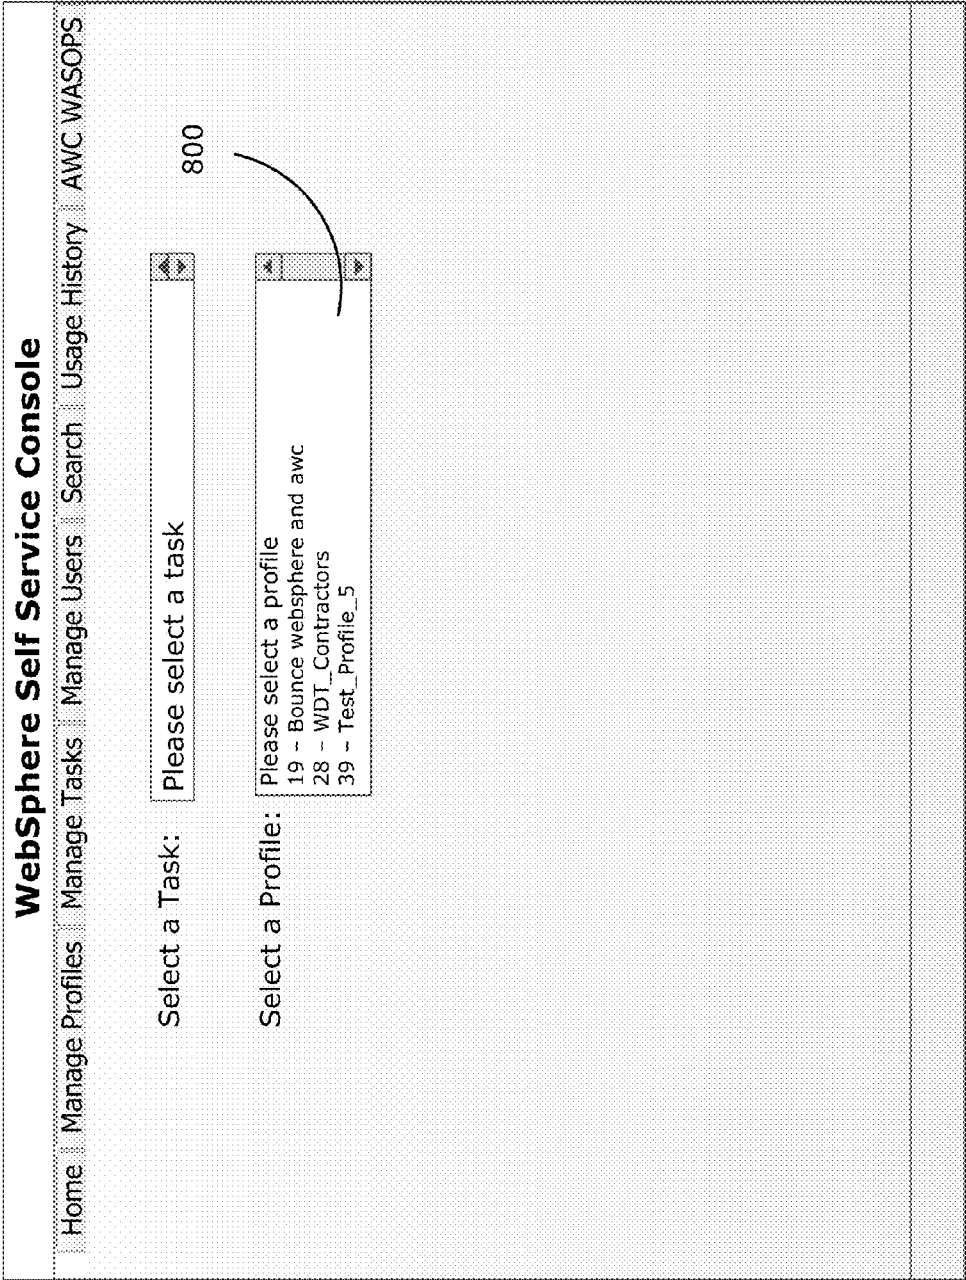 WebSphere Self Service Console
Home Manage Profiles Manage Tasks Manage Users Search Usage History AWC WASOPS
800
Select a Task: Please select a task
Select a Profile: Please select a profile
19 – Bounce websphere and awc
28 – WDT_Contractors
39 – Test_Profile_5